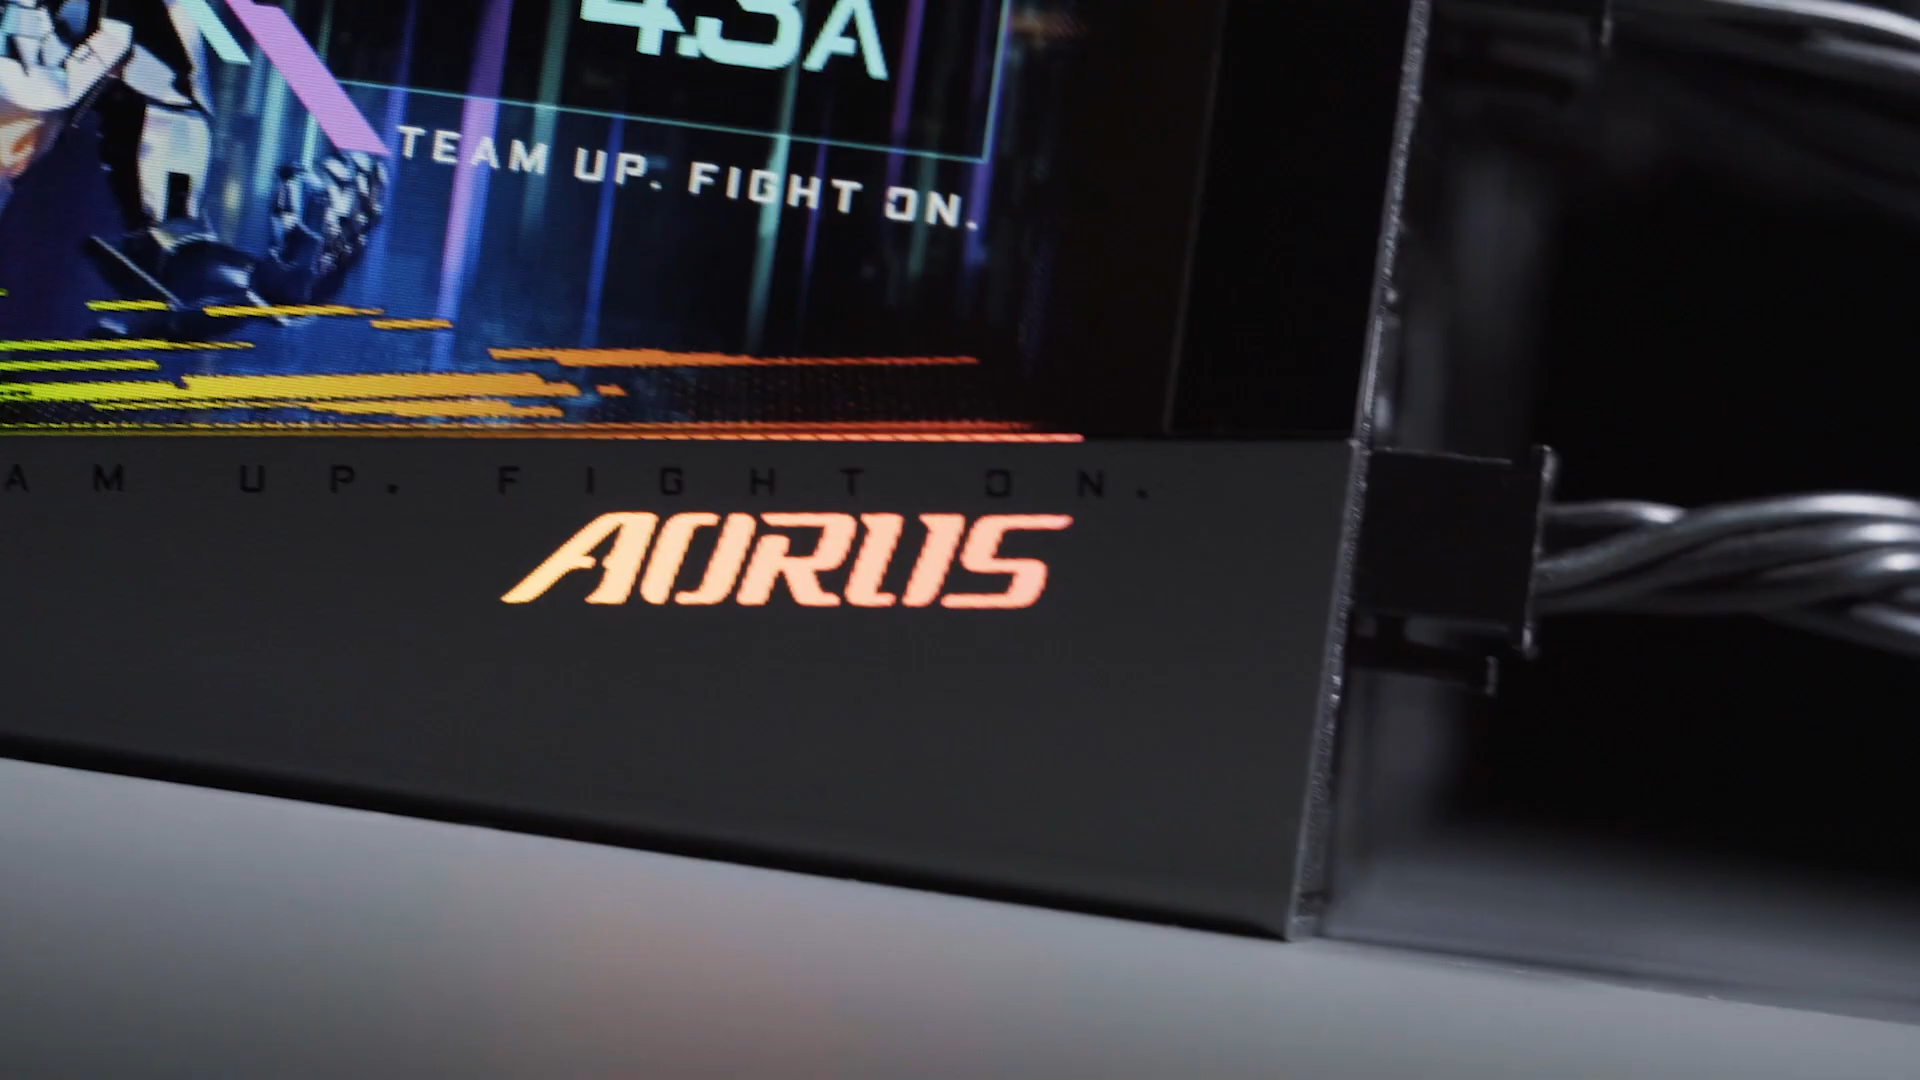 4.3A
TEAM UP. FIGHT ON.
AM UP. FIGHT ON.
AORUS